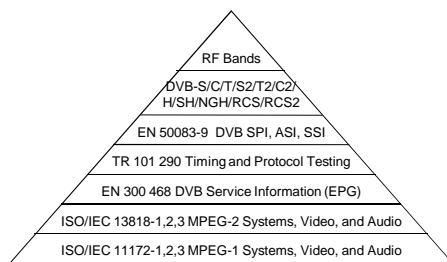 RF Bands
DVB-S/C/T/S2/T2/C2/
H/SH/NGH/RCS/RCS2
EN 50083-9 DVB SPI, ASI, SSI
TR 101 290 Timing and Protocol Testing
EN 300 468 DVB Service Information (EPG)
ISO/IEC 13818-1,2,3 MPEG-2 Systems, Video, and Audio
ISO/IEC 11172-1,2,3 MPEG-1 Systems, Video, and Audio